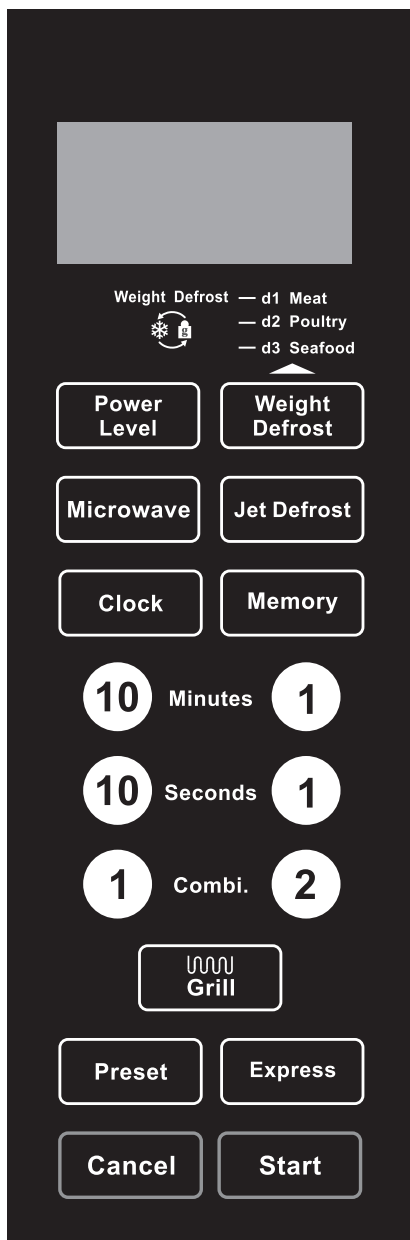 Weight Defrost — d1 Meat
— d2 Poultry
g
— d3 Seafood
Power Level
Weight Defrost
Microwave
Jet Defrost
Clock
Memory
10 Minutes 1
10 Seconds 1
1 Combi. 2
Grill
Preset
Express
Cancel
Start